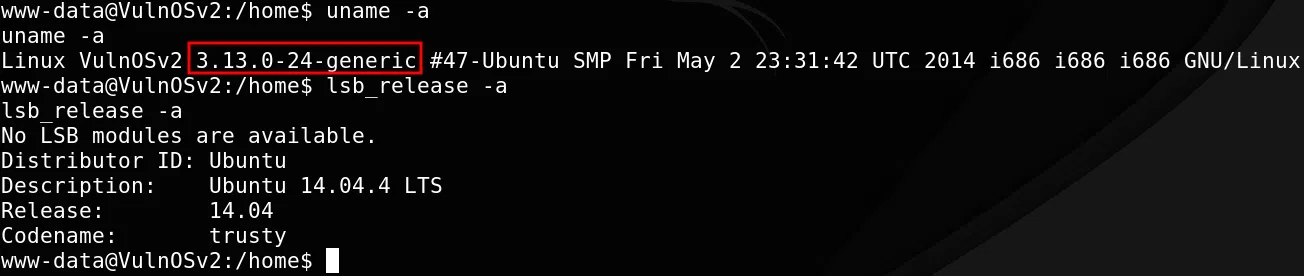 www-data@VulnOSv2:/home$ uname -a
uname -a
Linux VulnOSv2 3.13.0-24-generic #47-Ubuntu SMP Fri May 2 23:31:42 UTC 2014 i686 i686 i686 GNU/Linux
www-data@VulnOSv2:/home$ lsb_release -a
lsb_release -a
No LSB modules are available.
Distributor ID: Ubuntu
Description:    Ubuntu 14.04.4 LTS
Release:        14.04
Codename:       trusty
www-data@VulnOSv2:/home$